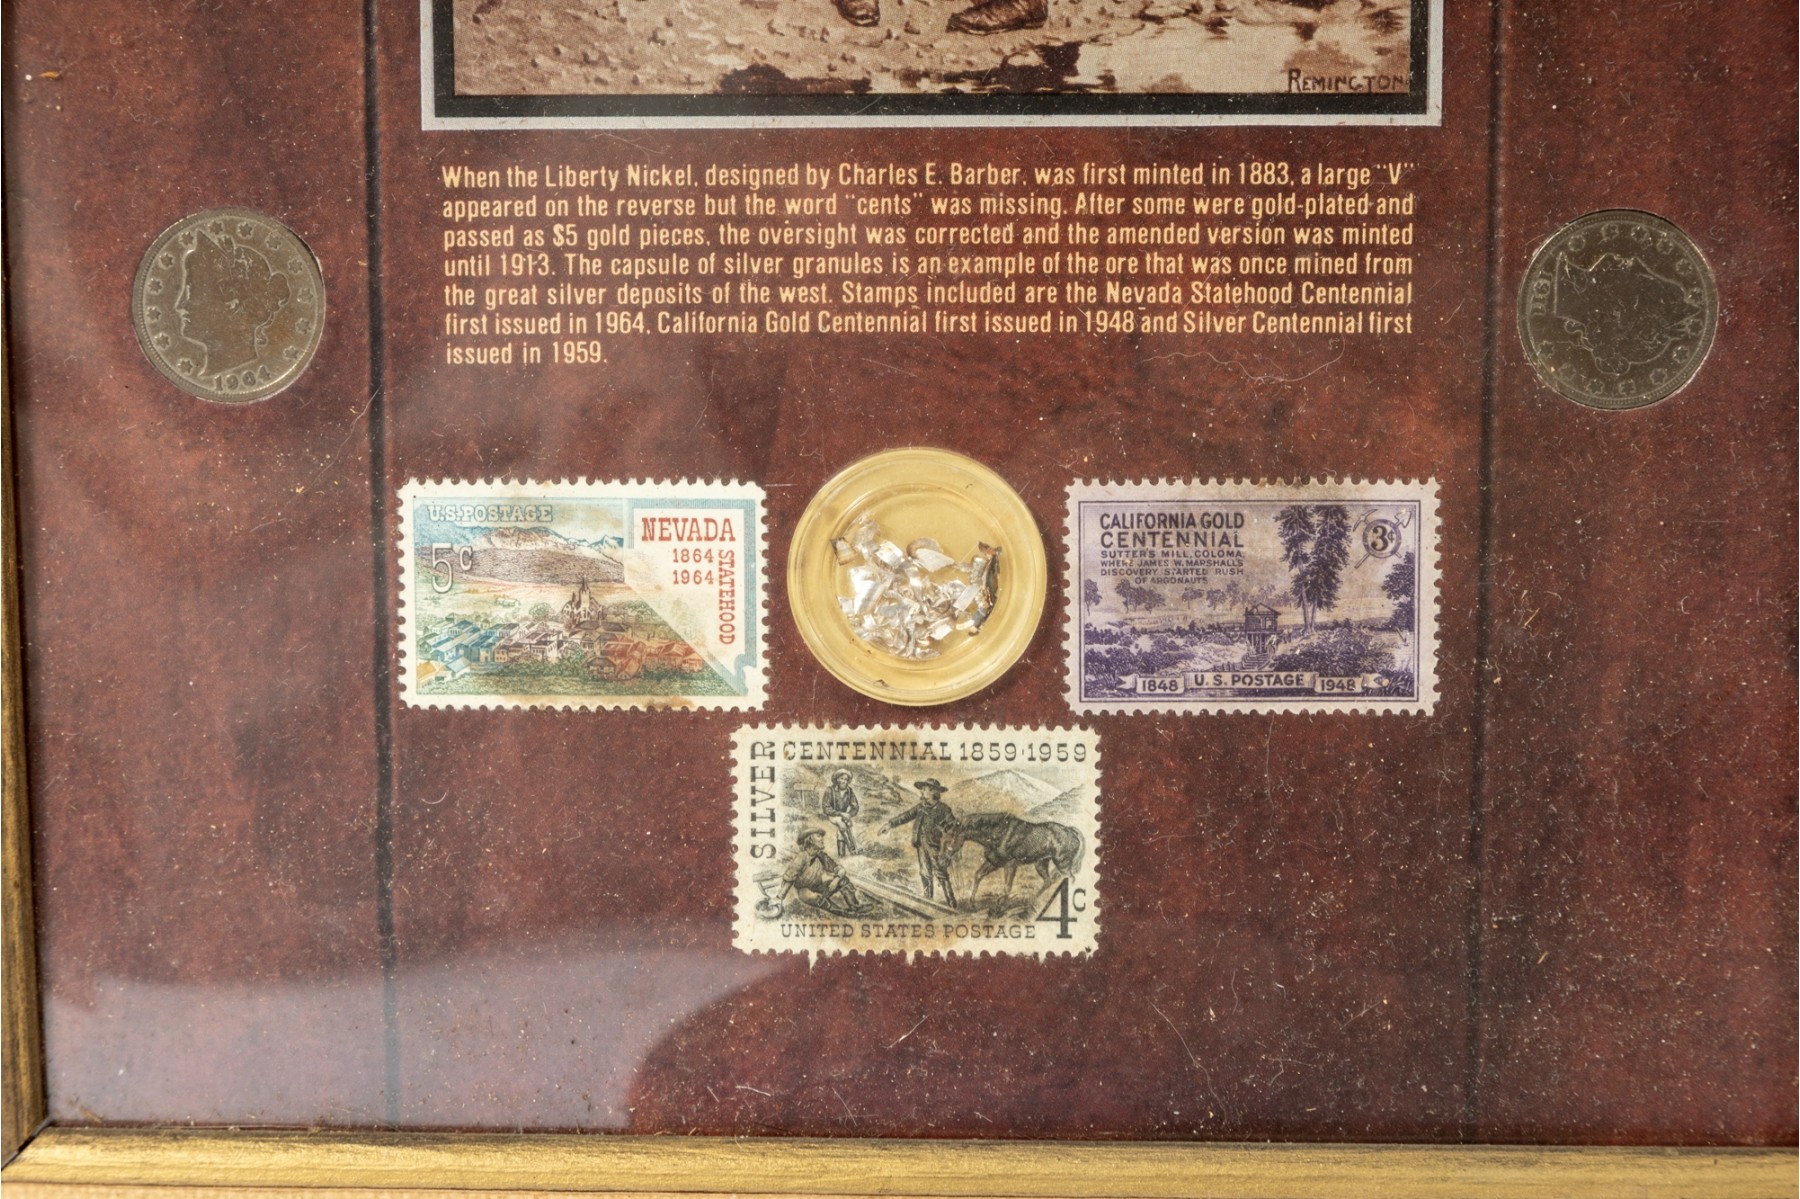 REMINGTON
When the Liberty Nickel, designed by Charles E. Barber, was first minted in 1883, a large "V"
appeared on the reverse but the word "cents" was missing. After some were gold-plated and
passed as $5 gold pieces, the oversight was corrected and the amended version was minted
until 1913. The capsule of silver granules is an example of the ore that was once mined from
the great silver deposits of the west. Stamps included are the Nevada Statehood Centennial
first issued in 1964, California Gold Centennial first issued in 1948 and Silver Centennial first
issued in 1959.
1904
U.S. POSTAGE
5c
NEVADA
1864
1964
STATEHOOD
CALIFORNIA GOLD
CENTENNIAL
SUTTER'S MILL, COLOMA,
WHERE JAMES W. MARSHALL'S
DISCOVERY STARTED RUSH
OF ARGONAUTS
3¢
1848 U.S. POSTAGE 1948
SILVER
CENTENNIAL 1859·1959
4c
UNITED STATES POSTAGE